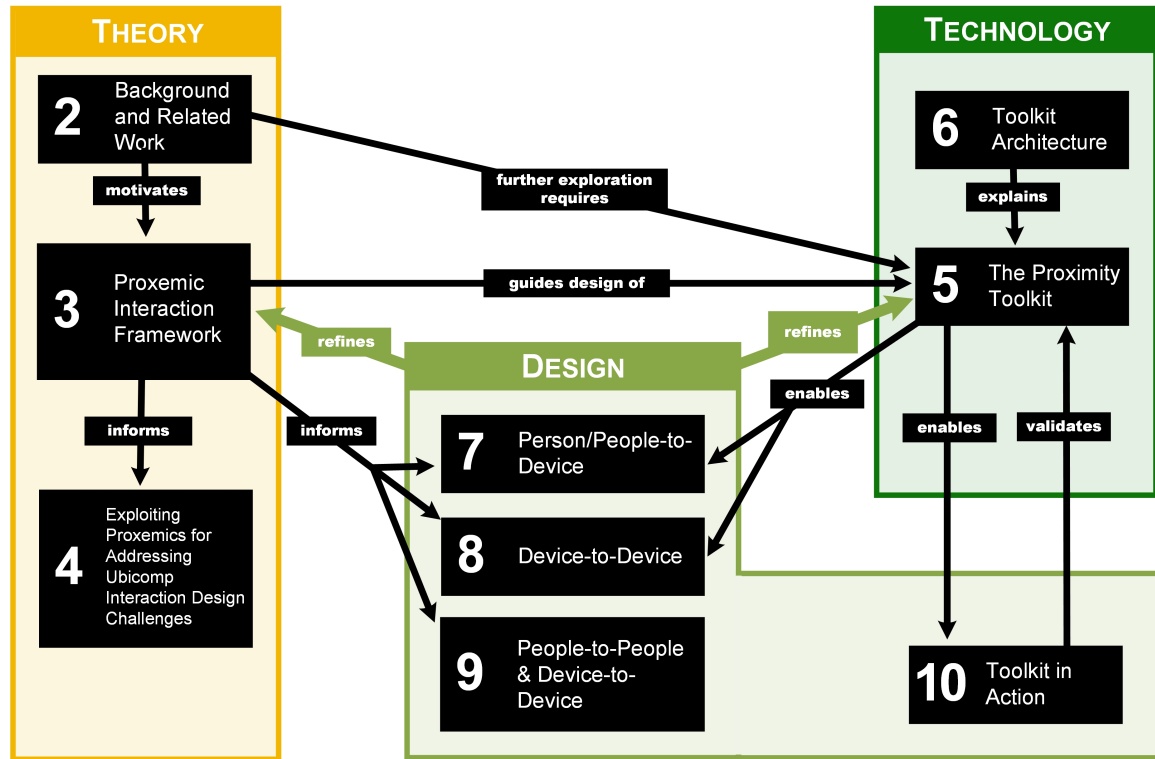 THEORY
2
Background
and Related
Work
motivates
3
Proxemic
Interaction
Framework
informs
4
Exploiting
Proxemics for
Addressing
Ubicomp
Interaction Design
Challenges
further exploration
requires
guides design of
refines
refines
informs
enables
DESIGN
7
Person/People-to-
Device
8
Device-to-Device
9
People-to-People
& Device-to-
Device
TECHNOLOGY
6
Toolkit
Architecture
explains
5
The Proximity
Toolkit
enables
validates
10
Toolkit in
Action